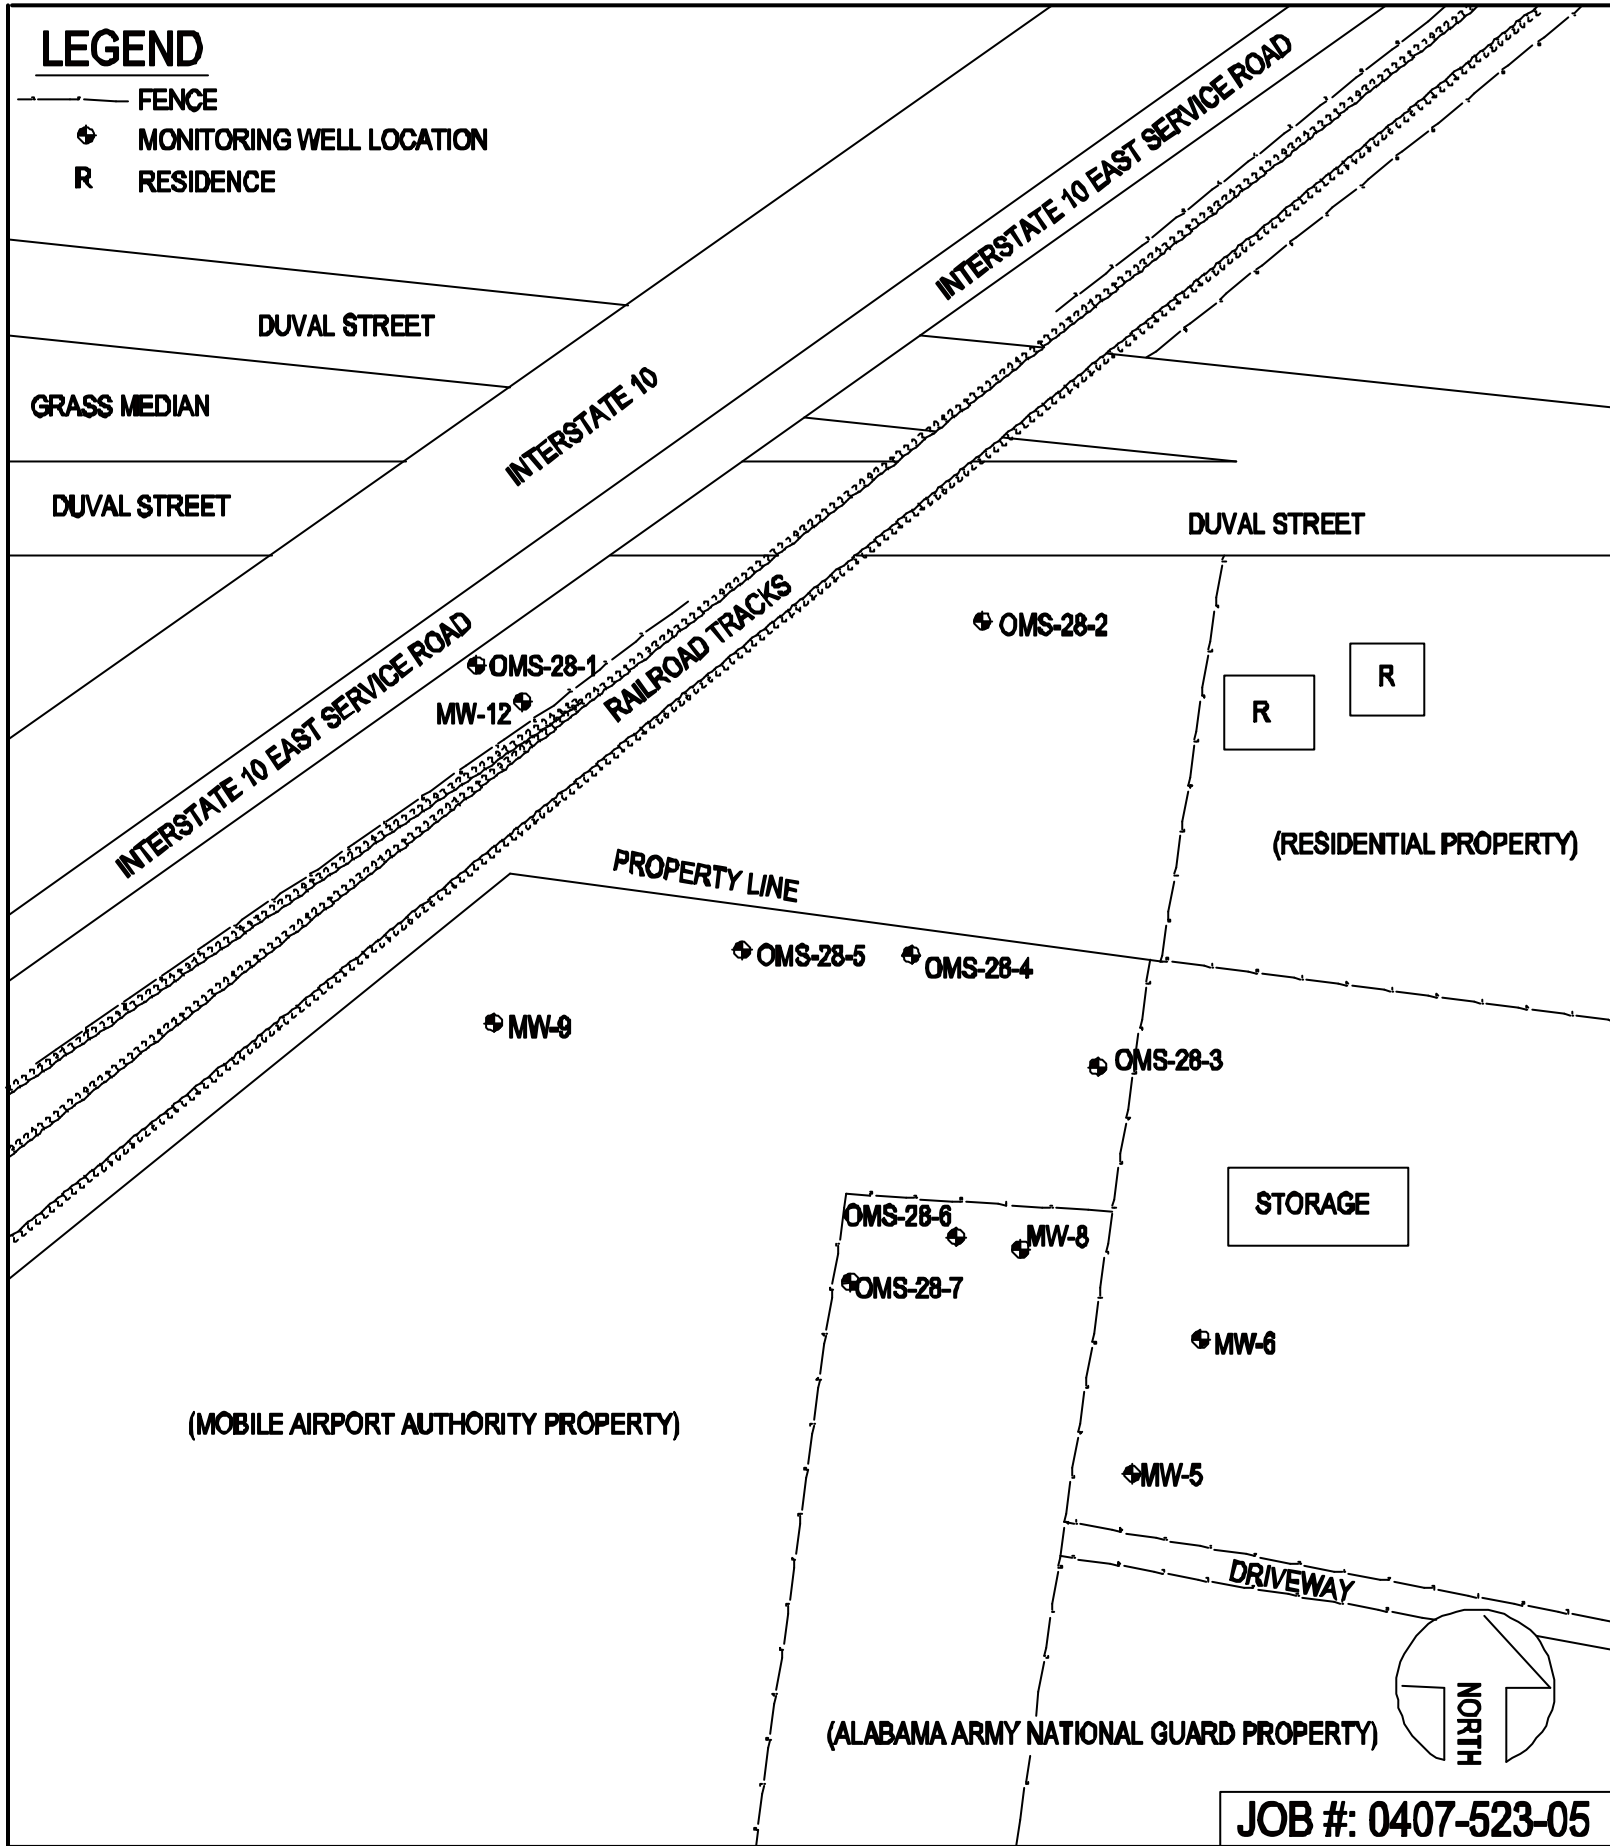 LEGEND
FENCE
MONITORING WELL LOCATION
R RESIDENCE
INTERSTATE 10 EAST SERVICE ROAD
DUVAL STREET
INTERSTATE 10
GRASS MEDIAN
DUVAL STREET
DUVAL STREET
RAILROAD TRACKS
OMS-28-2
INTERSTATE 10 EAST SERVICE ROAD
OMS-28-1
MW-12
R
R
(RESIDENTIAL PROPERTY)
PROPERTY LINE
OMS-28-5
OMS-28-4
MW-9
OMS-28-3
STORAGE
OMS-28-6
MW-8
OMS-28-7
MW-6
(MOBILE AIRPORT AUTHORITY PROPERTY)
MW-5
DRIVEWAY
NORTH
(ALABAMA ARMY NATIONAL GUARD PROPERTY)
JOB #: 0407-523-05